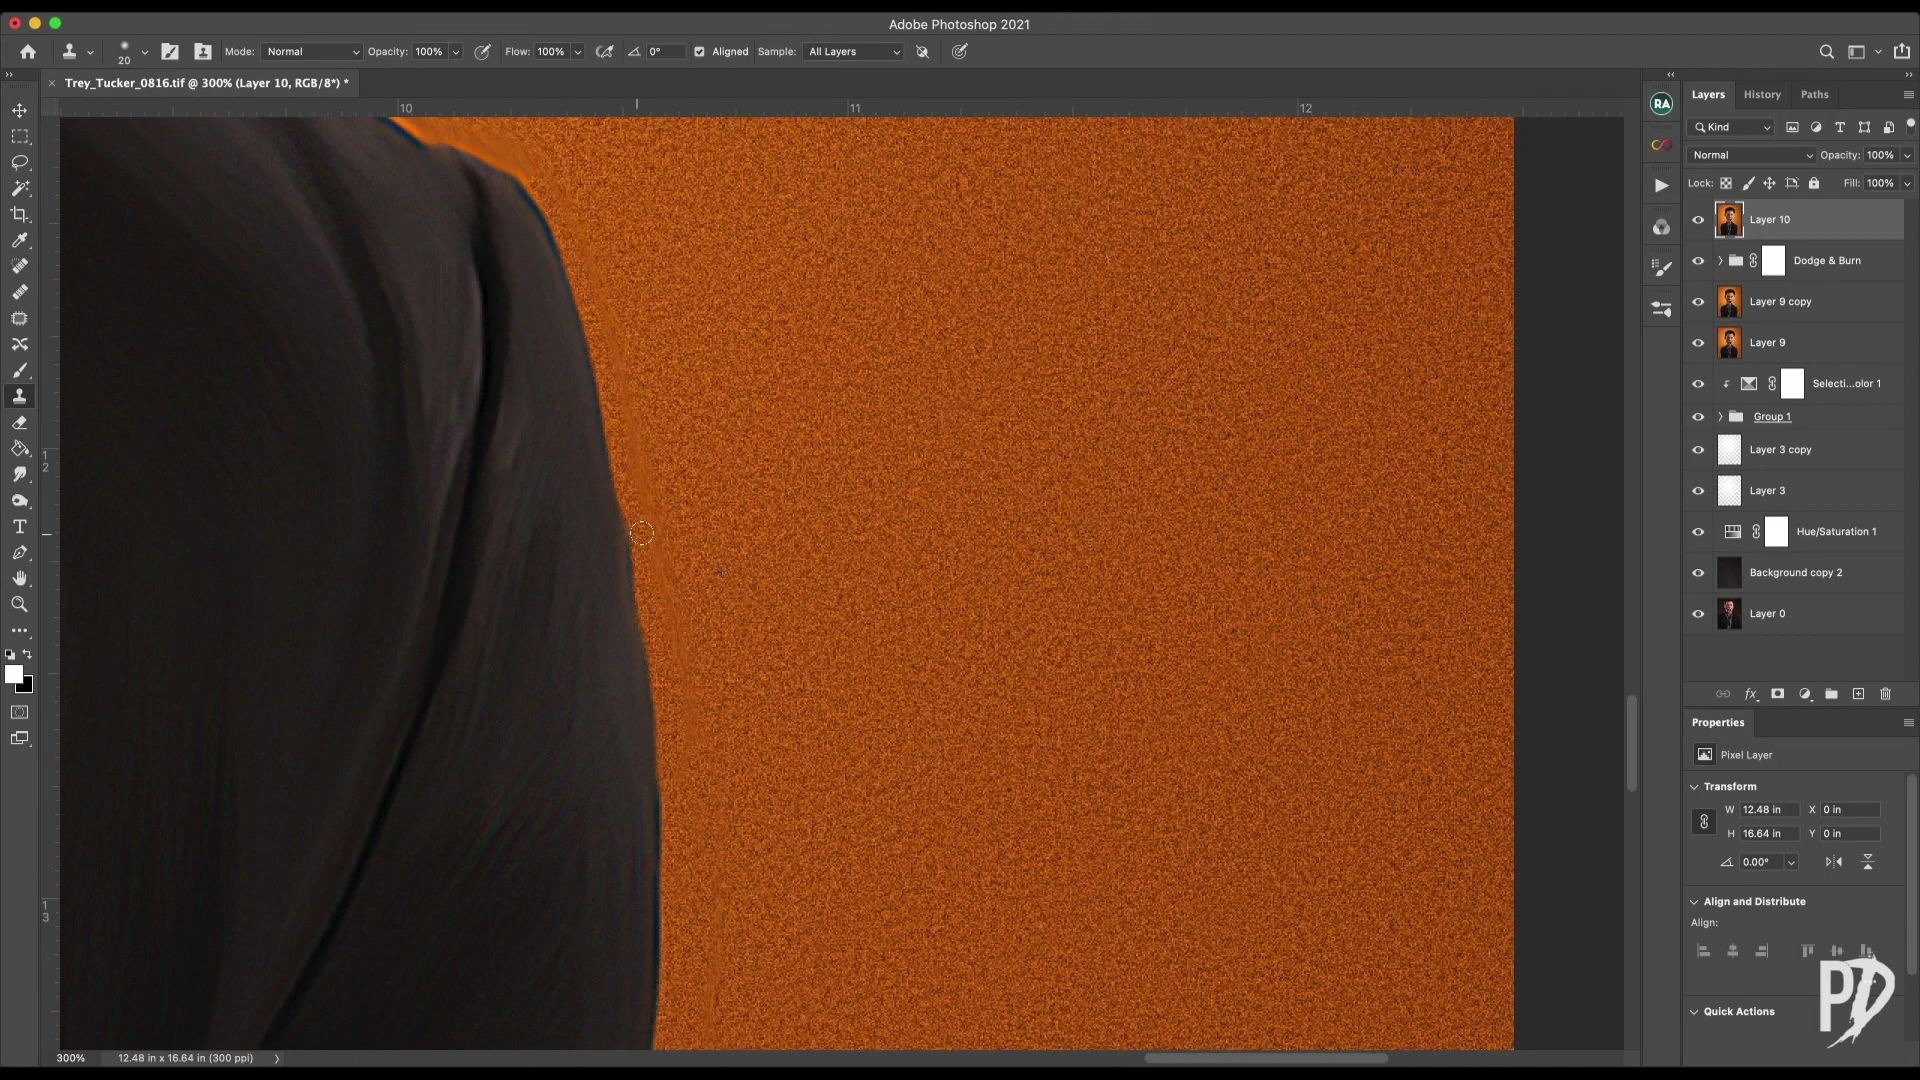 Adobe Photoshop 2021
20
Mode: Normal Opacity: 100% Flow: 100% 0° Aligned Sample: All Layers
Trey_Tucker_0816.tif @ 300% (Layer 10, RGB/8*) *
10 11 12
12
13
RA
Layers History Paths
Kind
Normal Opacity: 100%
Lock: Fill: 100%
Layer 10
Dodge & Burn
Layer 9 copy
Layer 9
Selecti...olor 1
Group 1
Layer 3 copy
Layer 3
Hue/Saturation 1
Background copy 2
Layer 0
fx
Properties
Pixel Layer
Transform
W 12.48 in X 0 in
H 16.64 in Y 0 in
0.00°
Align and Distribute
Align:
Quick Actions
PD
300% 12.48 in x 16.64 in (300 ppi)